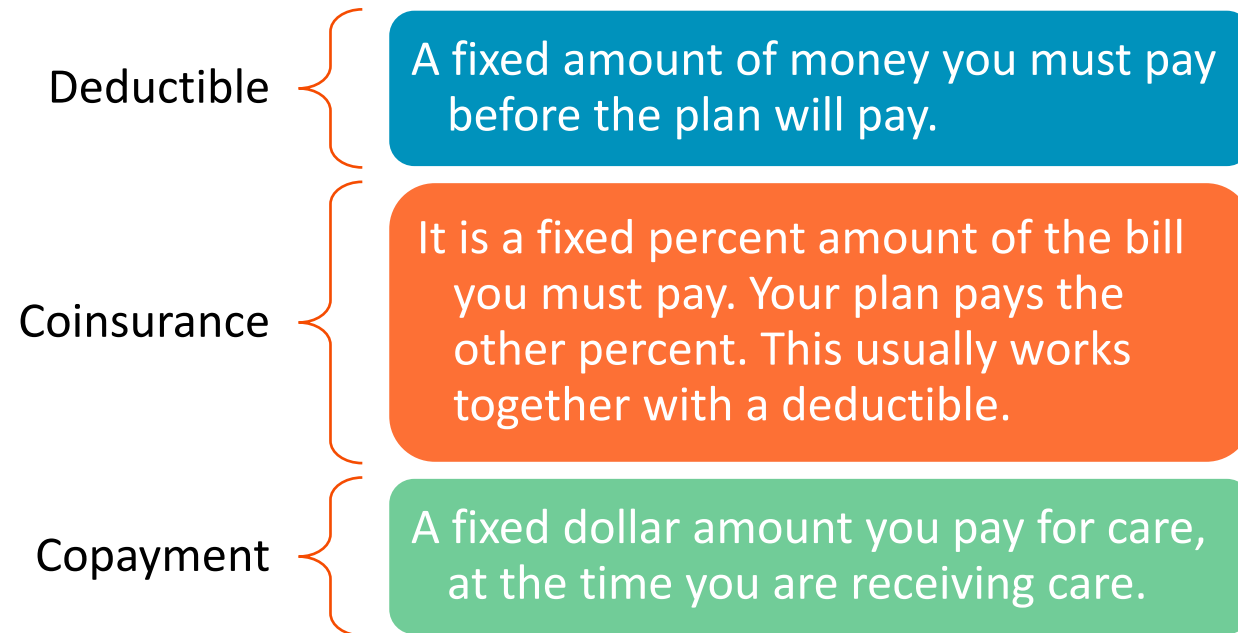 Deductible
A fixed amount of money you must pay
before the plan will pay.
Coinsurance
It is a fixed percent amount of the bill
you must pay. Your plan pays the
other percent. This usually works
together with a deductible.
Copayment
A fixed dollar amount you pay for care,
at the time you are receiving care.